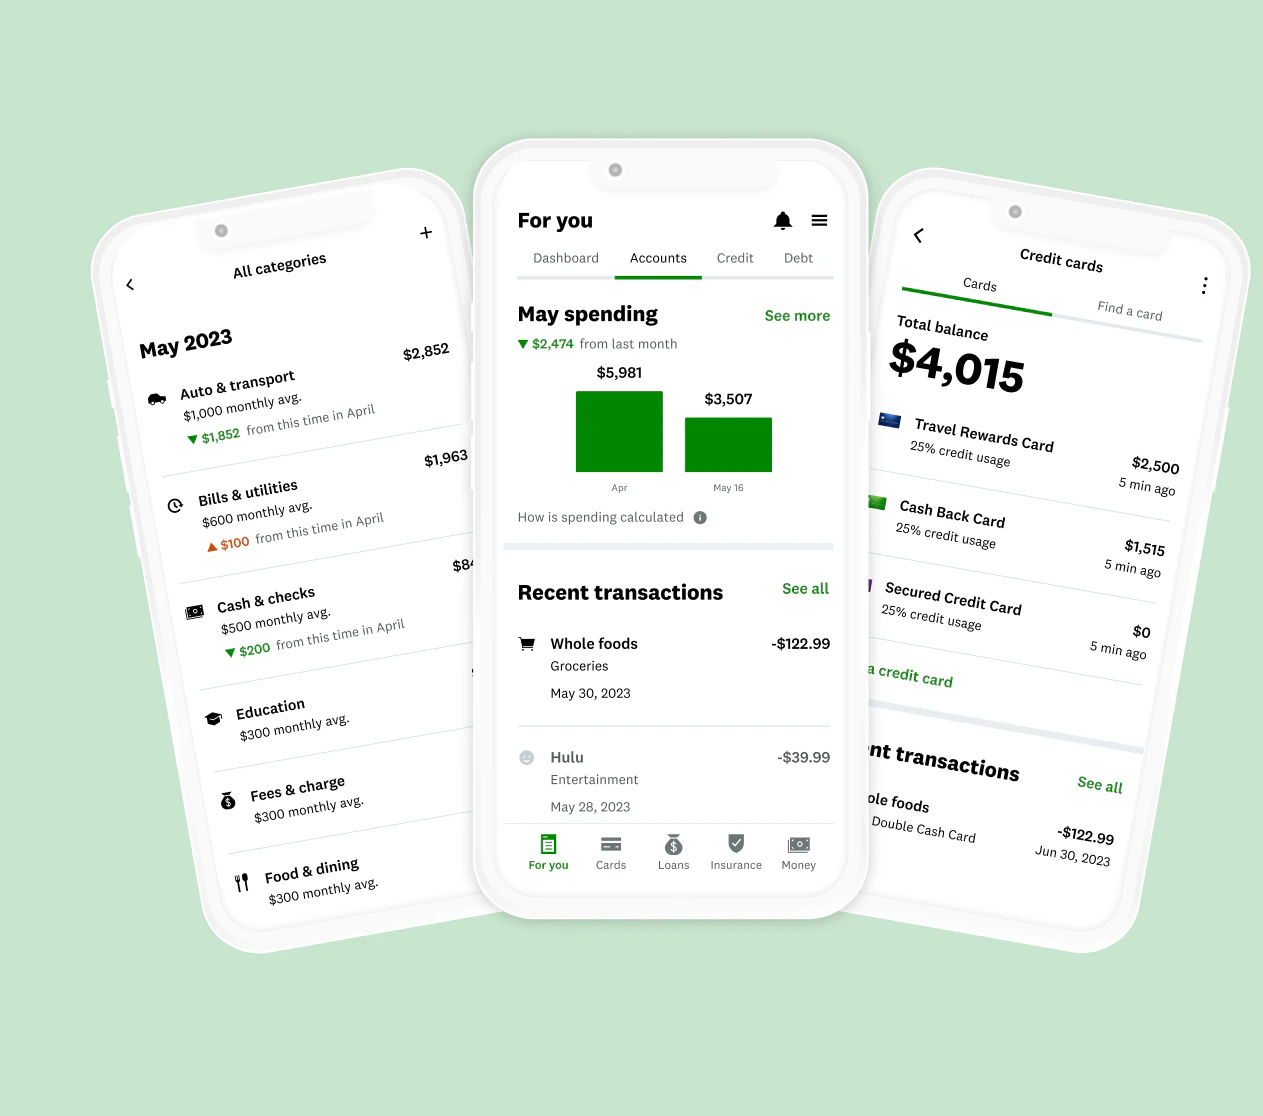 All categories
May 2023
Auto & transport
$2,852
$1,000 monthly avg.
$1,852 from this time in April
Bills & utilities
$1,963
$600 monthly avg.
$100 from this time in April
Cash & checks
$500 monthly avg.
$200 from this time in April
Education
$300 monthly avg.
Fees & charge
$300 monthly avg.
Food & dining
$300 monthly avg.
For you
Dashboard Accounts Credit Debt
May spending See more
$2,474 from last month
$5,981
$3,507
Apr May 16
How is spending calculated
Recent transactions See all
Whole foods -$122.99
Groceries
May 30, 2023
Hulu -$39.99
Entertainment
May 28, 2023
For you Cards Loans Insurance Money
Credit cards
Cards Find a card
Total balance
$4,015
Travel Rewards Card $2,500
25% credit usage 5 min ago
Cash Back Card $1,515
25% credit usage 5 min ago
Secured Credit Card $0
25% credit usage 5 min ago
a credit card
transactions See all
foods -$122.99
Double Cash Card Jun 30, 2023